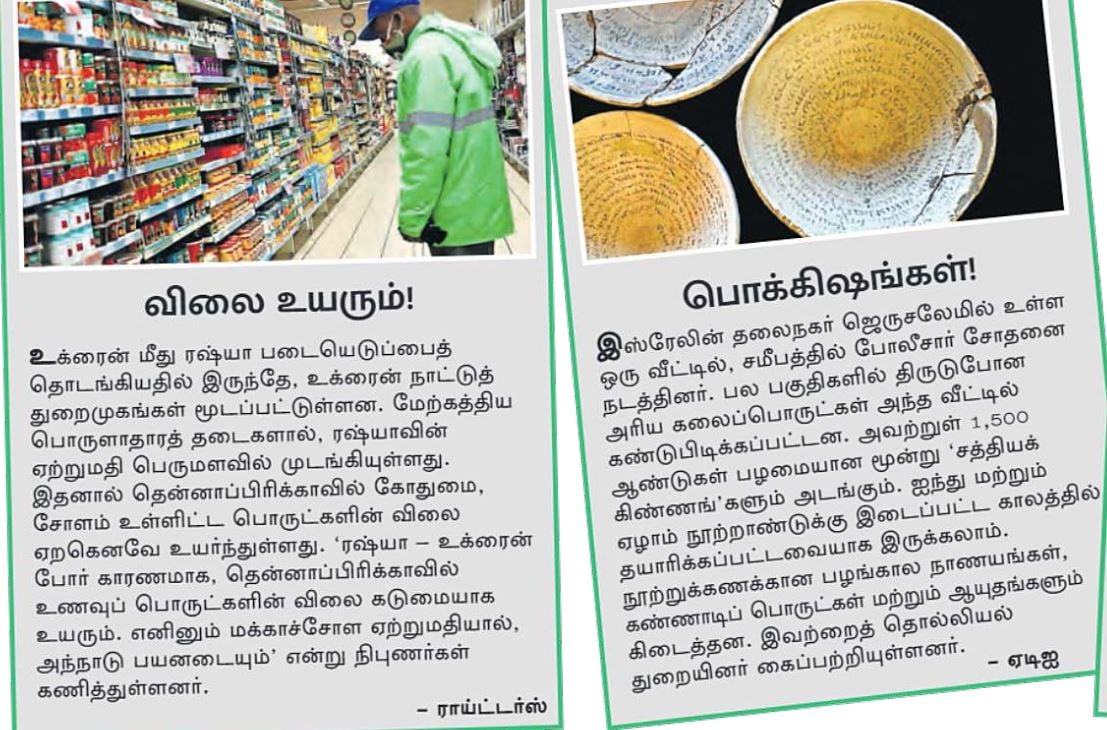 விலை உயரும்!
உக்ரைன் மீது ரஷ்யா படையெடுப்பைத்
தொடங்கியதில் இருந்தே, உக்ரைன் நாட்டுத்
துறைமுகங்கள் மூடப்பட்டுள்ளன. மேற்கத்திய
பொருளாதாரத் தடைகளால், ரஷ்யாவின்
ஏற்றுமதி பெருமளவில் முடங்கியுள்ளது.
இதனால் தென்னாப்பிரிக்காவில் கோதுமை,
சோளம் உள்ளிட்ட பொருட்களின் விலை
ஏறகெனவே உயர்ந்துள்ளது. ‘ரஷ்யா – உக்ரைன்
போர் காரணமாக, தென்னாப்பிரிக்காவில்
உணவுப் பொருட்களின் விலை கடுமையாக
உயரும். எனினும் மக்காச்சோள ஏற்றுமதியால்,
அந்நாடு பயனடையும்’ என்று நிபுணர்கள்
கணித்துள்ளனர்.
– ராய்ட்டர்ஸ்
பொக்கிஷங்கள்!
இஸ்ரேலின் தலைநகர் ஜெருசலேமில் உள்ள
ஒரு வீட்டில், சமீபத்தில் போலீசார் சோதனை
நடத்தினர். பல பகுதிகளில் திருடுபோன
அரிய கலைப்பொருட்கள் அந்த வீட்டில்
கண்டுபிடிக்கப்பட்டன. அவற்றுள் 1,500
ஆண்டுகள் பழமையான மூன்று ‘சத்தியக்
கிண்ணங்’களும் அடங்கும். ஐந்து மற்றும்
ஏழாம் நூற்றாண்டுக்கு இடைப்பட்ட காலத்தில்
தயாரிக்கப்பட்டவையாக இருக்கலாம்.
நூற்றுக்கணக்கான பழங்கால நாணயங்கள்,
கண்ணாடிப் பொருட்கள் மற்றும் ஆயுதங்களும்
கிடைத்தன. இவற்றைத் தொல்லியல்
துறையினர் கைப்பற்றியுள்ளனர்.
– ஏடிஐ